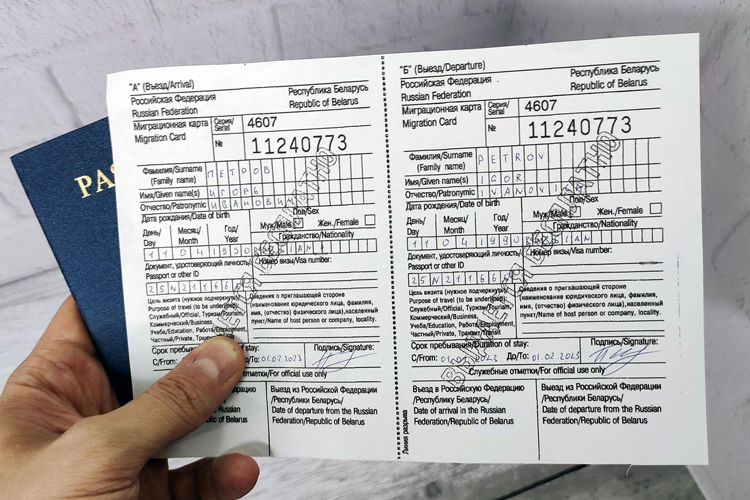 PA
"А" (Въезд/Arrival)
Российская Федерация
Russian Federation
Республика Беларусь
Republic of Belarus
Миграционная карта
Migration Card
Серия/
Serial
4607
№
11240773
Фамилия/Surname
(Family name)
ПЕТРОВ
Имя/Given name(s)
ИГОРЬ
Отчество/Patronymic
ИВАНОВИЧ
Дата рождения/Date of birth
Пол/Sex
Муж/Male
Жен./Female
День/
Day
Месяц/
Month
Год/
Year
Гражданство/Nationality
11041990
Документ, удостоверяющий личность/
Passport or other ID
Номер визы/Visa number:
25N21166
Цель визита (нужное подчеркнуть)/
Purpose of travel (to be underlined):
Служебный/Official, Туризм/Tourism
Коммерческий/Business,
Учеба/Education, Работа/Employment,
Частный/Private, Транзит/Transit
Сведения о приглашающей стороне
(наименование юридического лица, фамилия,
имя, (отчество) физического лица), населенный
пункт/Name of host person or company, locality.
Срок пребывания/Duration of stay:
С/From:
До/To: 01.02.2023
Подпись/Signature:
отметки/For official use only
Федерацию
Беларусь/
Russian
of Belarus
Выезд из Российской Федерации
/Республики Беларусь/
Date of departure from the Russian
Federation/Republic of Belarus
Линия разрыва
"Б" (Выезд/Departure)
Российская Федерация
Russian Federation
Республика Беларусь
Republic of Belarus
Миграционная карта
Migration Card
Серия/
Serial
4607
№
11240773
Фамилия/Surname
(Family name)
PETROV
Имя/Given name(s)
IGOR
Отчество/Patronymic
IVANOVICH
Дата рождения/Date of birth
Пол/Sex
Муж/Male
Жен./Female
День/
Day
Месяц/
Month
Год/
Year
Гражданство/Nationality
11041990
Документ, удостоверяющий личность/
Passport or other ID
Номер визы/Visa number:
25N21166
Цель визита (нужное подчеркнуть)/
Purpose of travel (to be underlined):
Служебный/Official, Туризм/Tourism
Коммерческий/Business,
Учеба/Education, Работа/Employment,
Частный/Private, Транзит/Transit
Сведения о приглашающей стороне
(наименование юридического лица, фамилия,
имя, (отчество) физического лица), населенный
пункт/Name of host person or company, locality.
Срок пребывания/Duration of stay:
С/From: 01.01.2023 До/To: 01.02.2023
Подпись/Signature:
Служебные отметки/For official use only
Въезд в Российскую Федерацию
/Республику Беларусь/
Date of arrival in the Russian
Federation/Republic of Belarus
Выезд из Российской Федерации
/Республики Беларусь/
Date of departure from the Russian
Federation/Republic of Belarus